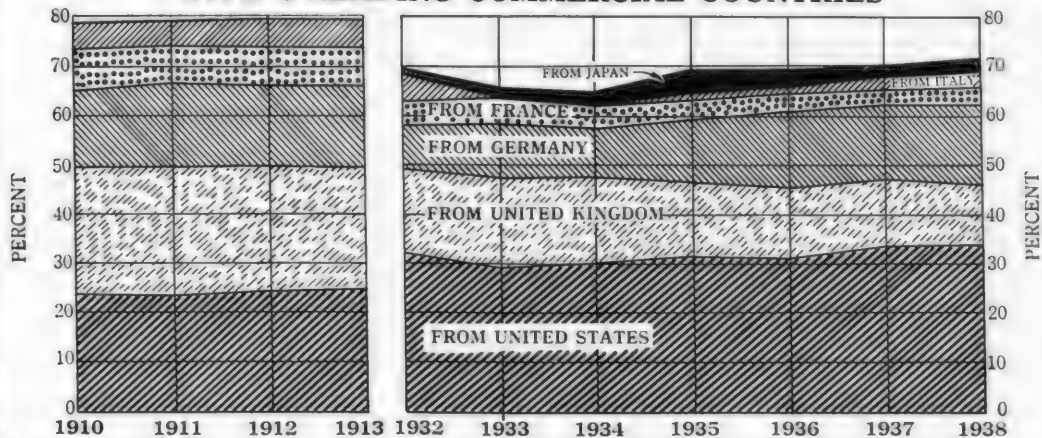 COMMERCIAL COUNTRIES
80
70
60
50
40
30
20
10
0
PERCENT
1910 1911 1912 1913
FROM JAPAN
FROM ITALY
FROM FRANCE
FROM GERMANY
FROM UNITED KINGDOM
FROM UNITED STATES
80
70
60
50
40
30
20
10
0
PERCENT
1932 1933 1934 1935 1936 1937 1938